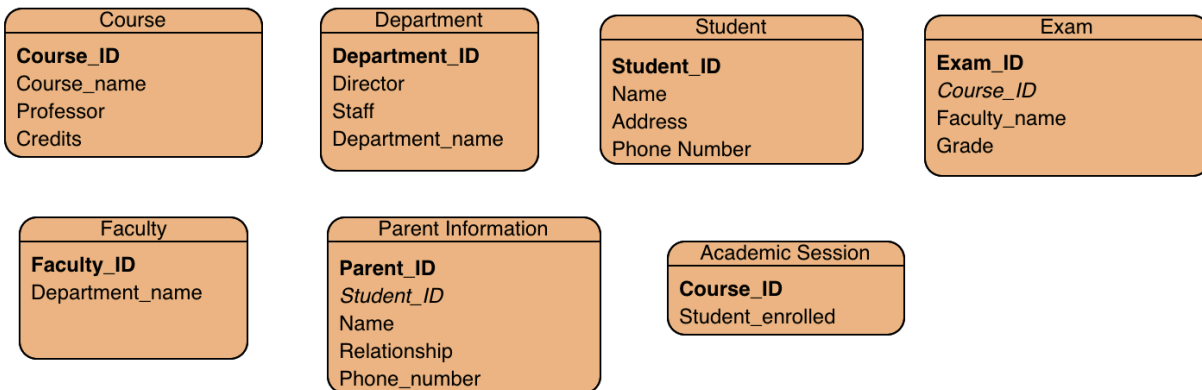 Course
Course_ID
Course_name
Professor
Credits
Department
Department_ID
Director
Staff
Department_name
Student
Student_ID
Name
Address
Phone Number
Exam
Exam_ID
Course_ID
Faculty_name
Grade
Faculty
Faculty_ID
Department_name
Parent Information
Parent_ID
Student_ID
Name
Relationship
Phone_number
Academic Session
Course_ID
Student_enrolled